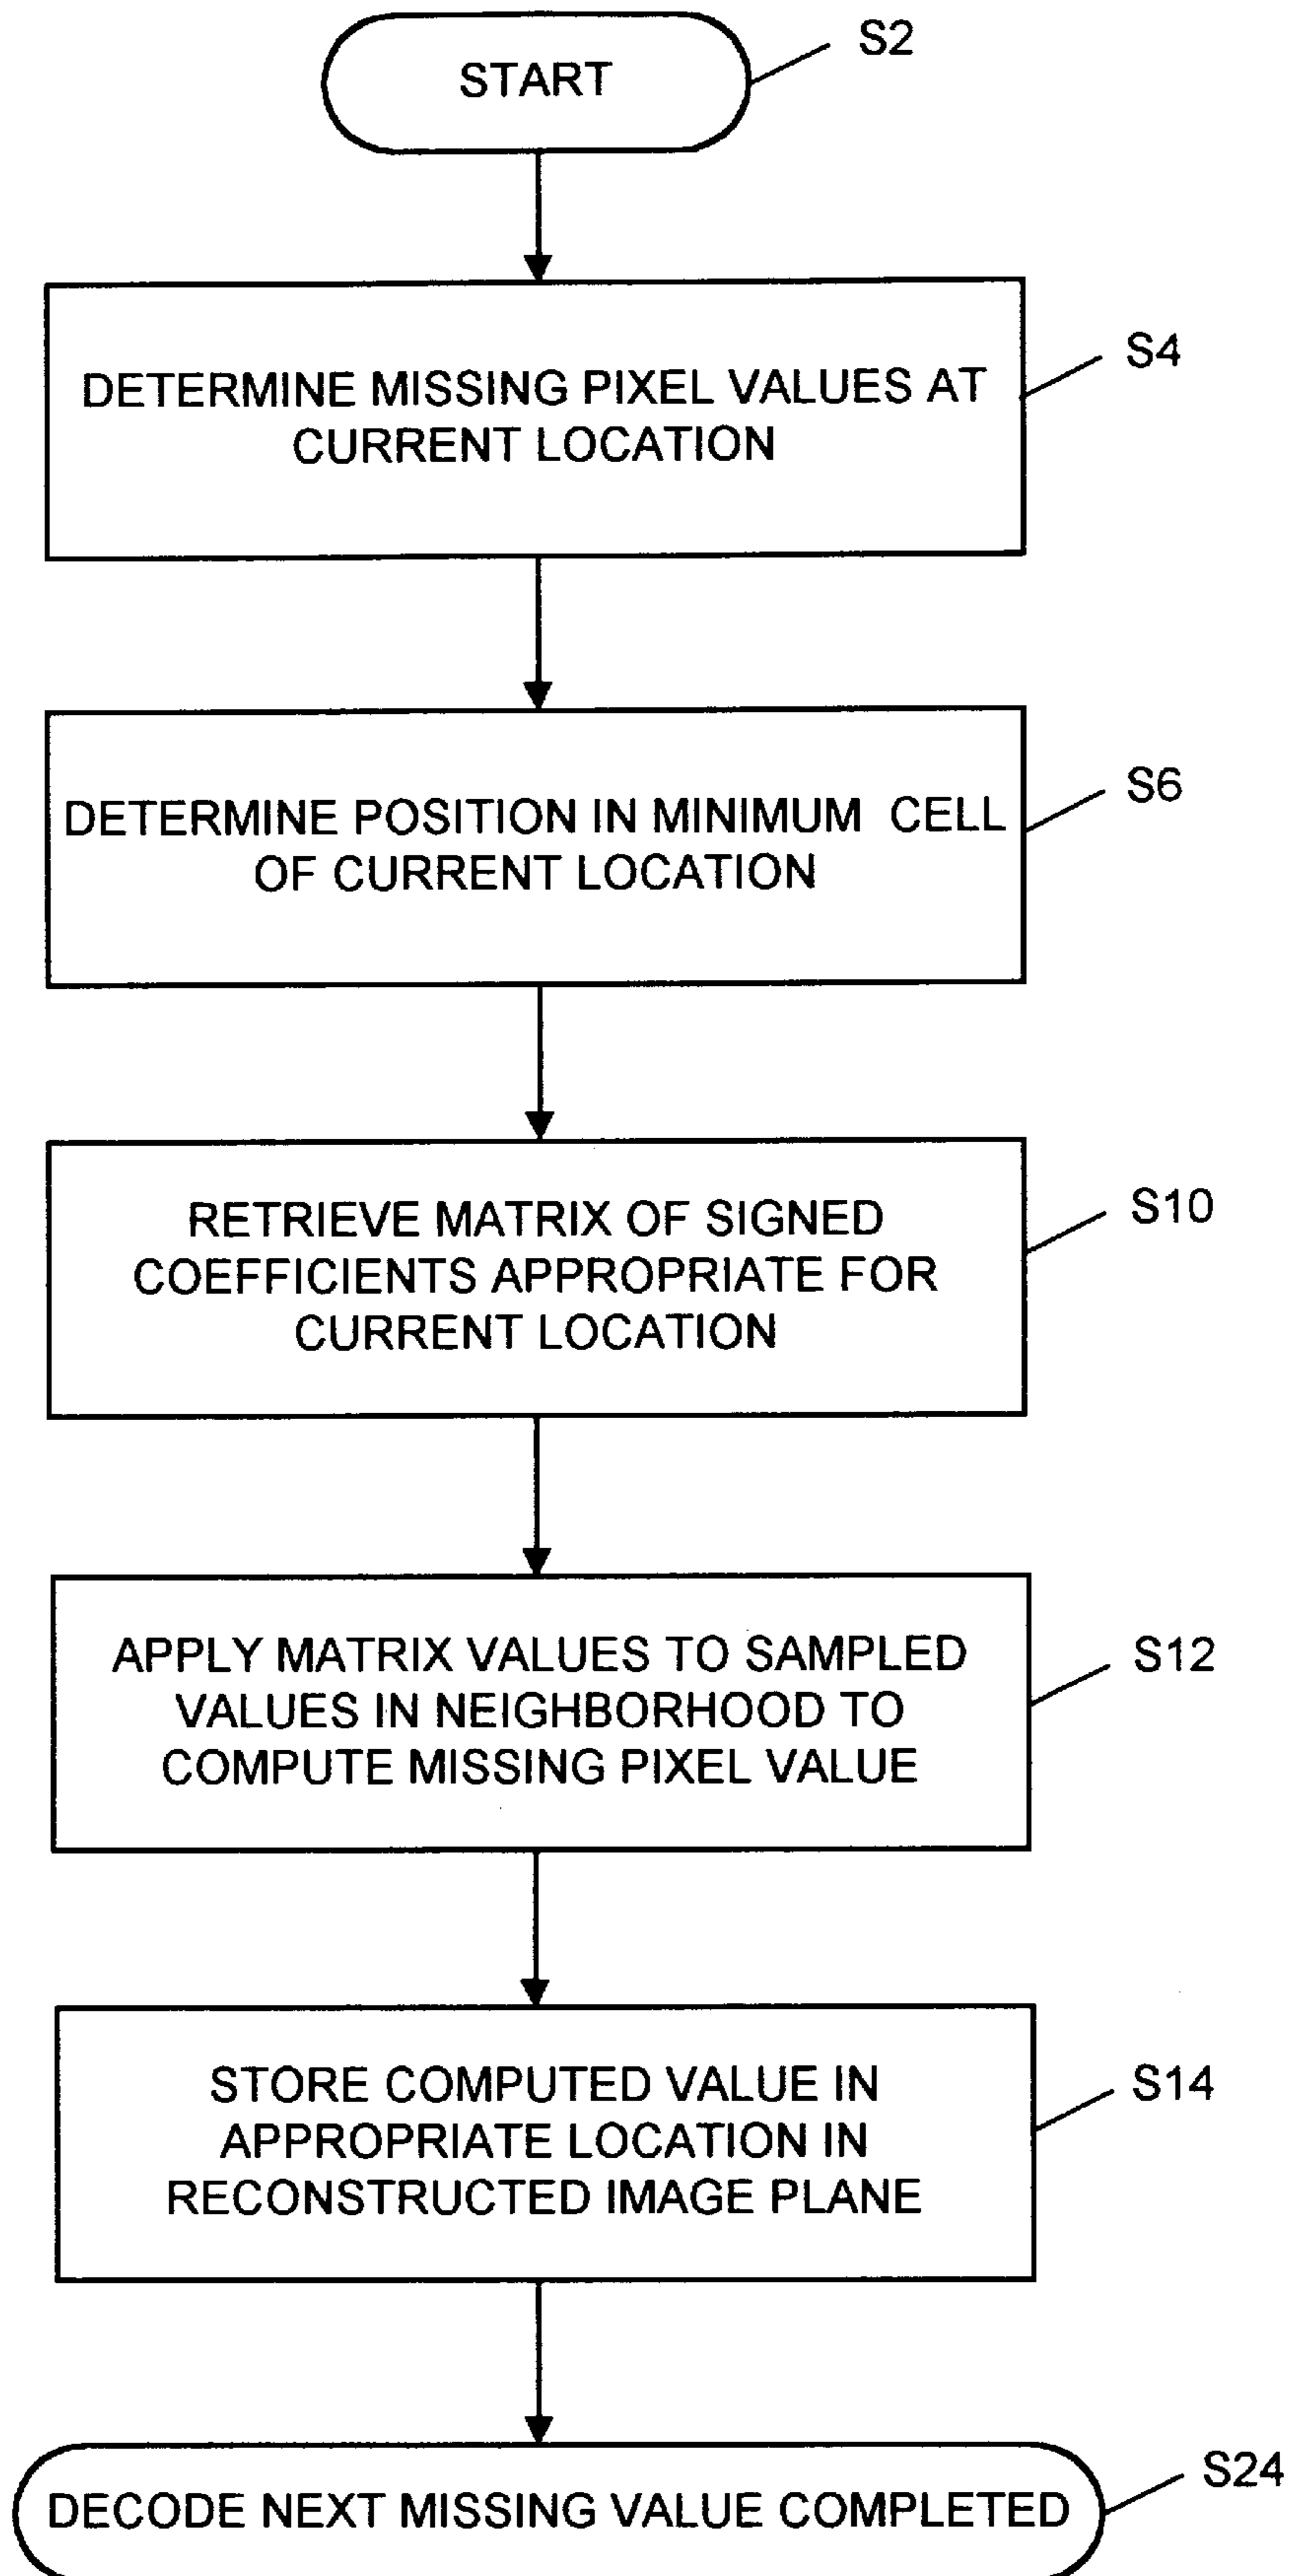 START
S2
DETERMINE MISSING PIXEL VALUES AT
CURRENT LOCATION
S4
DETERMINE POSITION IN MINIMUM CELL
OF CURRENT LOCATION
S6
RETRIEVE MATRIX OF SIGNED
COEFFICIENTS APPROPRIATE FOR
CURRENT LOCATION
S10
APPLY MATRIX VALUES TO SAMPLED
VALUES IN NEIGHBORHOOD TO
COMPUTE MISSING PIXEL VALUE
S12
STORE COMPUTED VALUE IN
APPROPRIATE LOCATION IN
RECONSTRUCTED IMAGE PLANE
S14
DECODE NEXT MISSING VALUE COMPLETED
S24